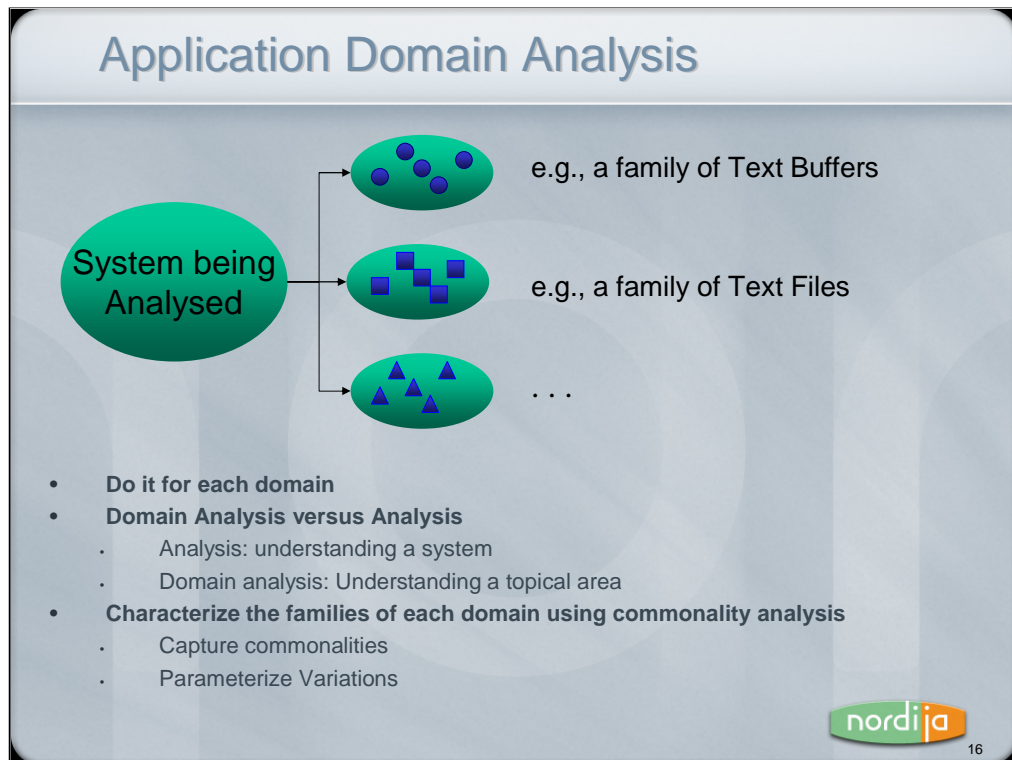 Application Domain Analysis
e.g., a family of Text Buffers
System being
Analysed
e.g., a family of Text Files
. . .
• Do it for each domain
• Domain Analysis versus Analysis
• Analysis: understanding a system
• Domain analysis: Understanding a topical area
• Characterize the families of each domain using commonality analysis
• Capture commonalities
• Parameterize Variations
nordija
16